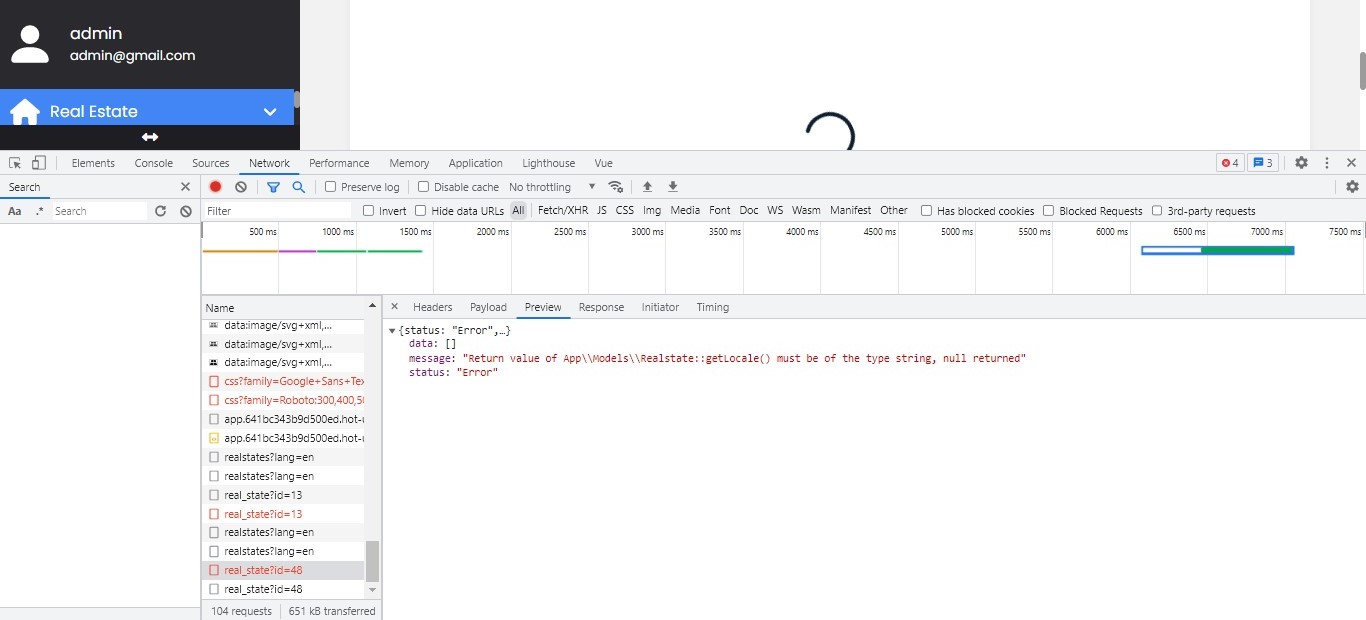 admin
admin@gmail.com
Real Estate
Elements Console Sources Network Performance Memory Application Lighthouse Vue 4 3
Search Preserve log Disable cache No throttling
Aa .* Search Filter Invert Hide data URLs All Fetch/XHR JS CSS Img Media Font Doc WS Wasm Manifest Other Has blocked cookies Blocked Requests 3rd-party requests
500 ms 1000 ms 1500 ms 2000 ms 2500 ms 3000 ms 3500 ms 4000 ms 4500 ms 5000 ms 5500 ms 6000 ms 6500 ms 7000 ms 7500 ms
Name
data:image/svg+xml,...
data:image/svg+xml,...
data:image/svg+xml,...
css?family=Google+Sans+Tex
css?family=Roboto:300,400,50
app.641bc343b9d500ed.hot-u
app.641bc343b9d500ed.hot-u
realstates?lang=en
realstates?lang=en
real_state?id=13
real_state?id=13
realstates?lang=en
realstates?lang=en
real_state?id=48
real_state?id=48
104 requests 651 kB transferred
Headers Payload Preview Response Initiator Timing
{status: "Error",…}
data: []
message: "Return value of App\\Models\\Realstate::getLocale() must be of the type string, null returned"
status: "Error"